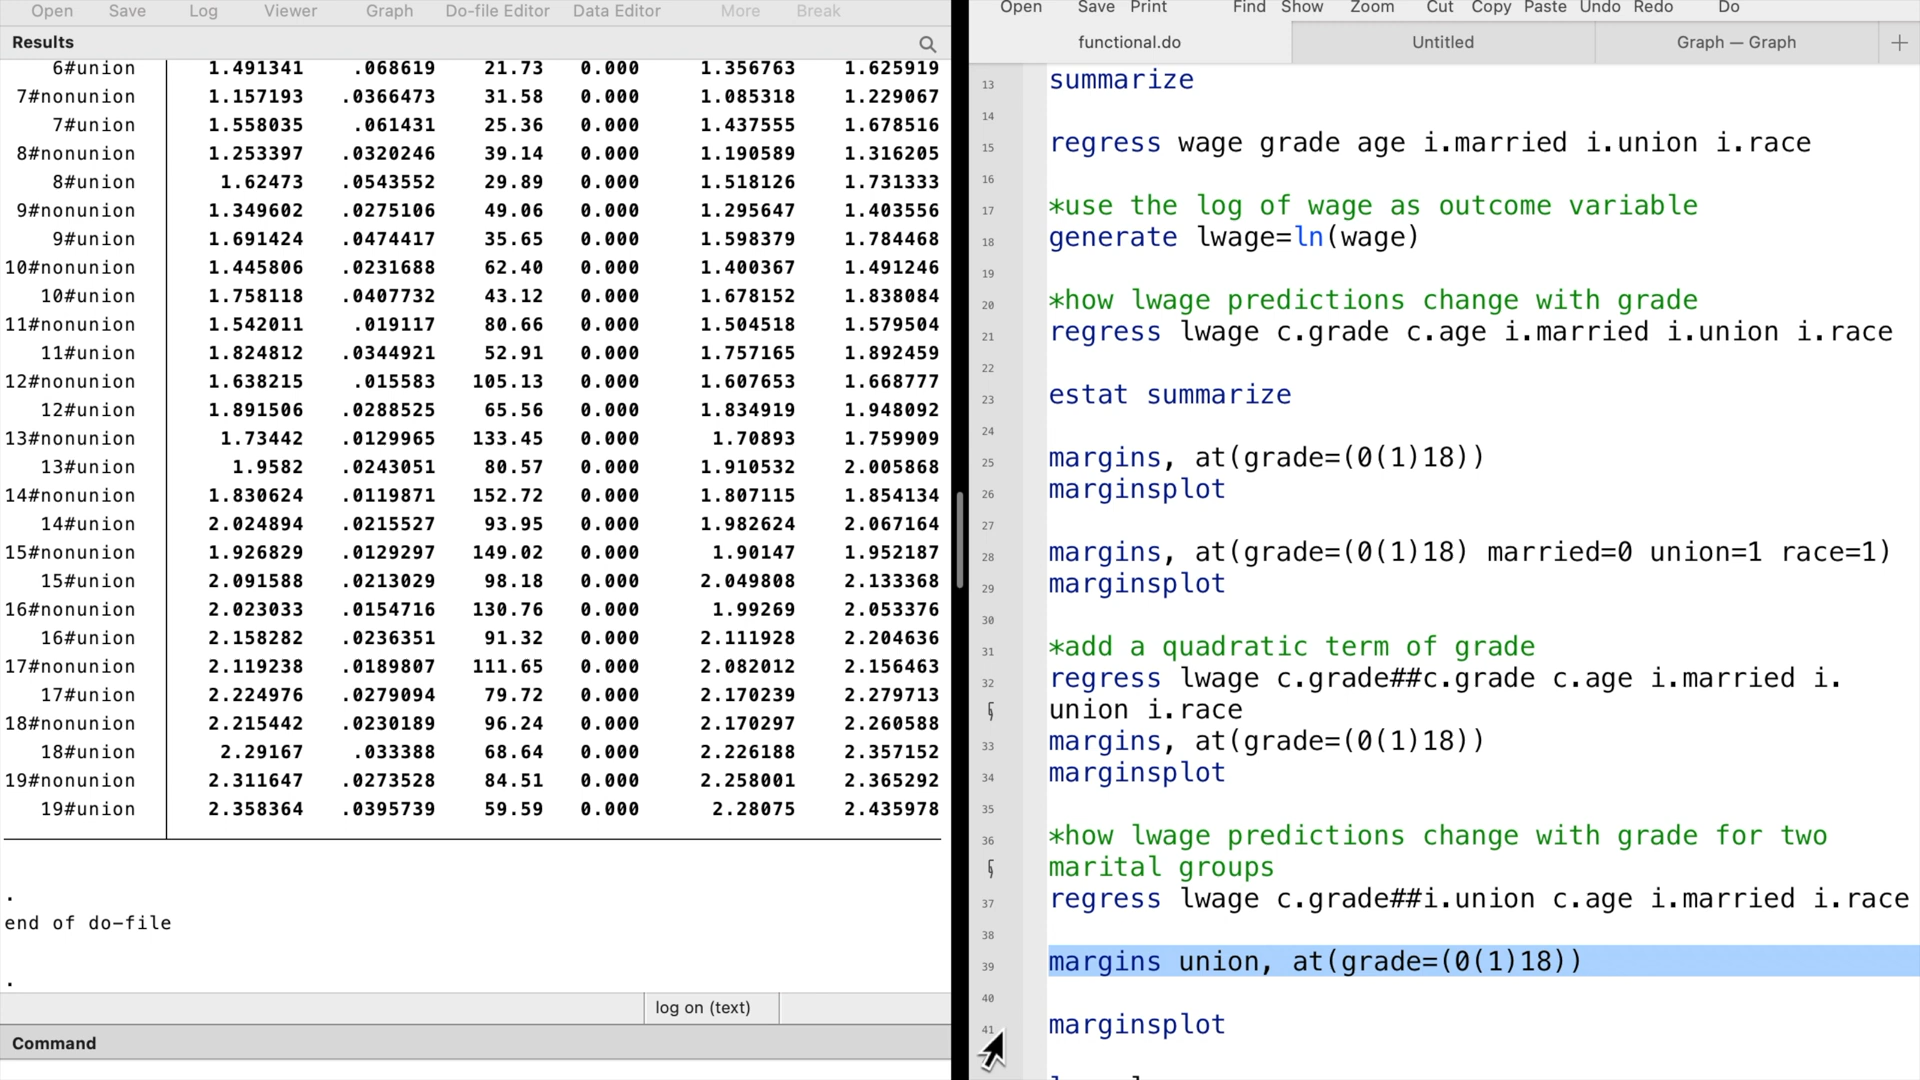 Open Save Log Viewer Graph Do-file Editor Data Editor More Break
Results
6#union 1.491341 .068619 21.73 0.000 1.356763 1.625919
7#nonunion 1.157193 .0366473 31.58 0.000 1.085318 1.229067
7#union 1.558035 .061431 25.36 0.000 1.437555 1.678516
8#nonunion 1.253397 .0320246 39.14 0.000 1.190589 1.316205
8#union 1.62473 .0543552 29.89 0.000 1.518126 1.731333
9#nonunion 1.349602 .0275106 49.06 0.000 1.295647 1.403556
9#union 1.691424 .0474417 35.65 0.000 1.598379 1.784468
10#nonunion 1.445806 .0231688 62.40 0.000 1.400367 1.491246
10#union 1.758118 .0407732 43.12 0.000 1.678152 1.838084
11#nonunion 1.542011 .019117 80.66 0.000 1.504518 1.579504
11#union 1.824812 .0344921 52.91 0.000 1.757165 1.892459
12#nonunion 1.638215 .015583 105.13 0.000 1.607653 1.668777
12#union 1.891506 .0288525 65.56 0.000 1.834919 1.948092
13#nonunion 1.73442 .0129965 133.45 0.000 1.70893 1.759909
13#union 1.9582 .0243051 80.57 0.000 1.910532 2.005868
14#nonunion 1.830624 .0119871 152.72 0.000 1.807115 1.854134
14#union 2.024894 .0215527 93.95 0.000 1.982624 2.067164
15#nonunion 1.926829 .0129297 149.02 0.000 1.90147 1.952187
15#union 2.091588 .0213029 98.18 0.000 2.049808 2.133368
16#nonunion 2.023033 .0154716 130.76 0.000 1.99269 2.053376
16#union 2.158282 .0236351 91.32 0.000 2.111928 2.204636
17#nonunion 2.119238 .0189807 111.65 0.000 2.082012 2.156463
17#union 2.224976 .0279094 79.72 0.000 2.170239 2.279713
18#nonunion 2.215442 .0230189 96.24 0.000 2.170297 2.260588
18#union 2.29167 .033388 68.64 0.000 2.226188 2.357152
19#nonunion 2.311647 .0273528 84.51 0.000 2.258001 2.365292
19#union 2.358364 .0395739 59.59 0.000 2.28075 2.435978
.
end of do-file
.
log on (text)
Command
Open Save Print Find Show Zoom Cut Copy Paste Undo Redo Do
functional.do Untitled Graph — Graph
13 summarize
14
15 regress wage grade age i.married i.union i.race
16
17 *use the log of wage as outcome variable
18 generate lwage=ln(wage)
19
20 *how lwage predictions change with grade
21 regress lwage c.grade c.age i.married i.union i.race
22
23 estat summarize
24
25 margins, at(grade=(0(1)18))
26 marginsplot
27
28 margins, at(grade=(0(1)18) married=0 union=1 race=1)
29 marginsplot
30
31 *add a quadratic term of grade
32 regress lwage c.grade##c.grade c.age i.married i.
union i.race
33 margins, at(grade=(0(1)18))
34 marginsplot
35
36 *how lwage predictions change with grade for two
marital groups
37 regress lwage c.grade##i.union c.age i.married i.race
38
39 margins union, at(grade=(0(1)18))
40
41 marginsplot